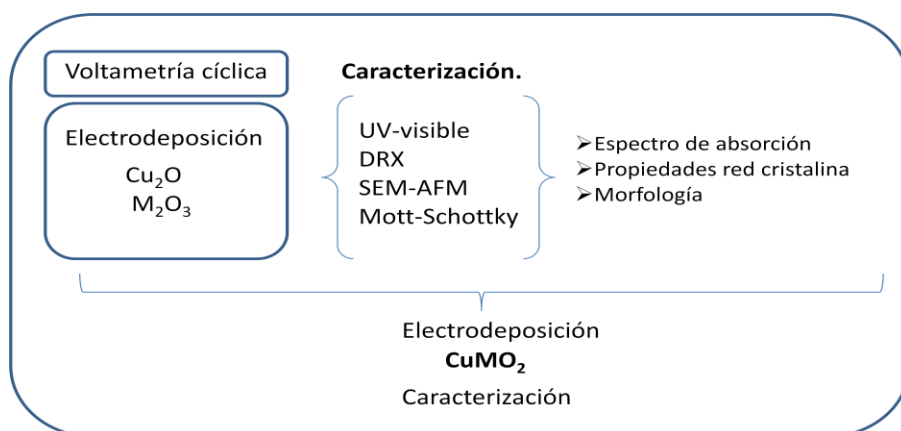 Voltametría cíclica
Electrodeposición
Cu₂O
M₂O₃
Caracterización.
UV-visible
DRX
SEM-AFM
Mott-Schottky
➢Espectro de absorción
➢Propiedades red cristalina
➢Morfología
Electrodeposición
CuMO₂
Caracterización